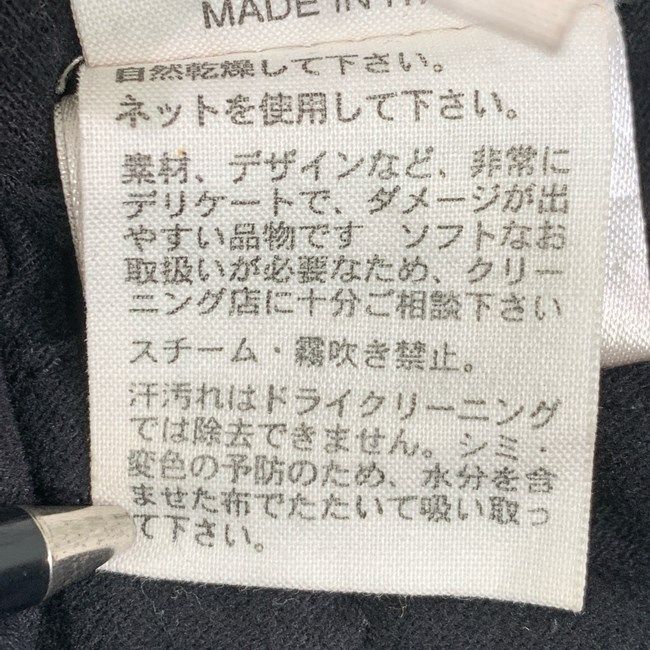 MADE IN
自然乾燥して下さい。
ネットを使用して下さい。
素材、デザインなど、非常に
デリケートで、ダメージが出
やすい品物です　ソフトなお
取扱いが必要なため、クリー
ニング店に十分ご相談下さい
スチーム・霧吹き禁止。
汗汚れはドライクリーニング
では除去できません。シミ・
変色の予防のため、水分を含
ませた布でたたいて吸い取っ
て下さい。